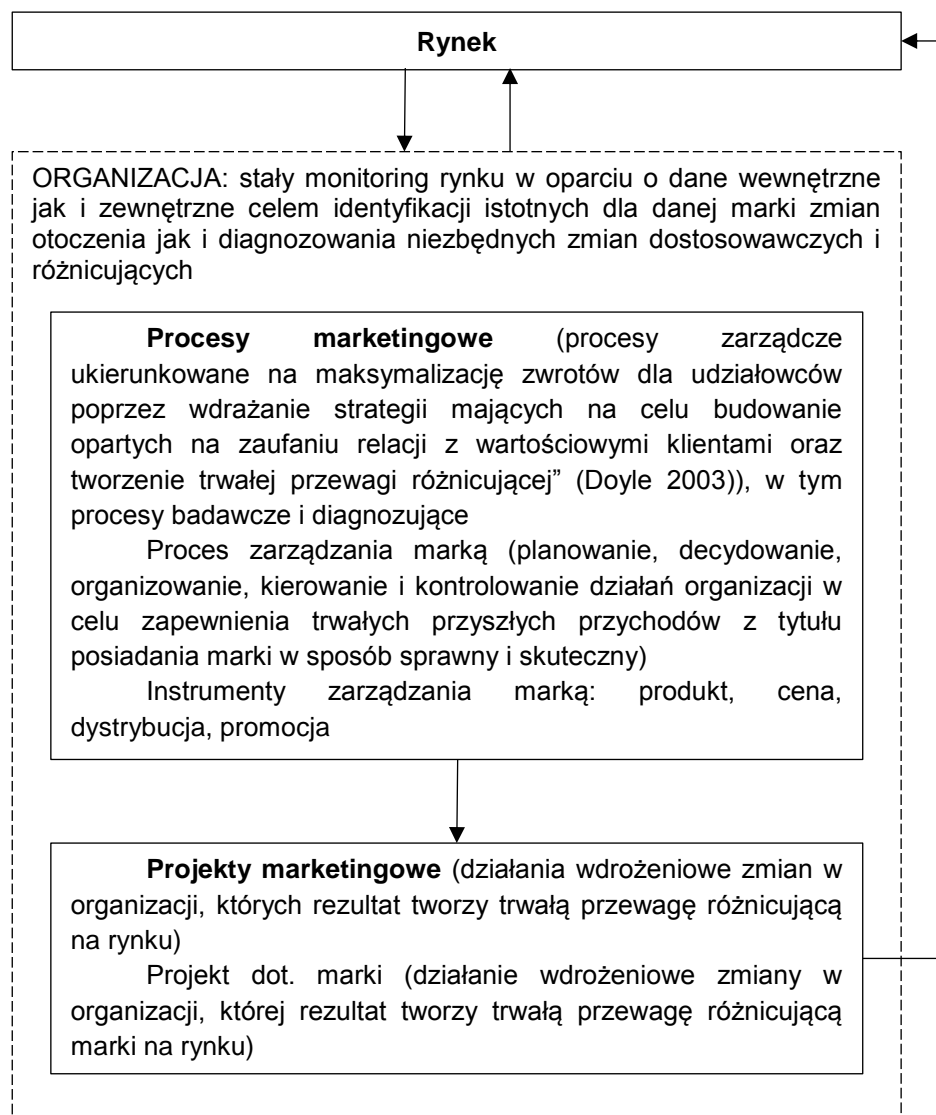 Rynek
ORGANIZACJA: stały monitoring rynku w oparciu o dane wewnętrzne
jak i zewnętrzne celem identyfikacji istotnych dla danej marki zmian
otoczenia jak i diagnozowania niezbędnych zmian dostosowawczych i
różnicujących
Procesy marketingowe (procesy zarządcze
ukierunkowane na maksymalizację zwrotów dla udziałowców
poprzez wdrażanie strategii mających na celu budowanie
opartych na zaufaniu relacji z wartościowymi klientami oraz
tworzenie trwałej przewagi różnicującej” (Doyle 2003)), w tym
procesy badawcze i diagnozujące
Proces zarządzania marką (planowanie, decydowanie,
organizowanie, kierowanie i kontrolowanie działań organizacji w
celu zapewnienia trwałych przyszłych przychodów z tytułu
posiadania marki w sposób sprawny i skuteczny)
Instrumenty zarządzania marką: produkt, cena,
dystrybucja, promocja
Projekty marketingowe (działania wdrożeniowe zmian w
organizacji, których rezultat tworzy trwałą przewagę różnicującą
na rynku)
Projekt dot. marki (działanie wdrożeniowe zmiany w
organizacji, której rezultat tworzy trwałą przewagę różnicującą
marki na rynku)